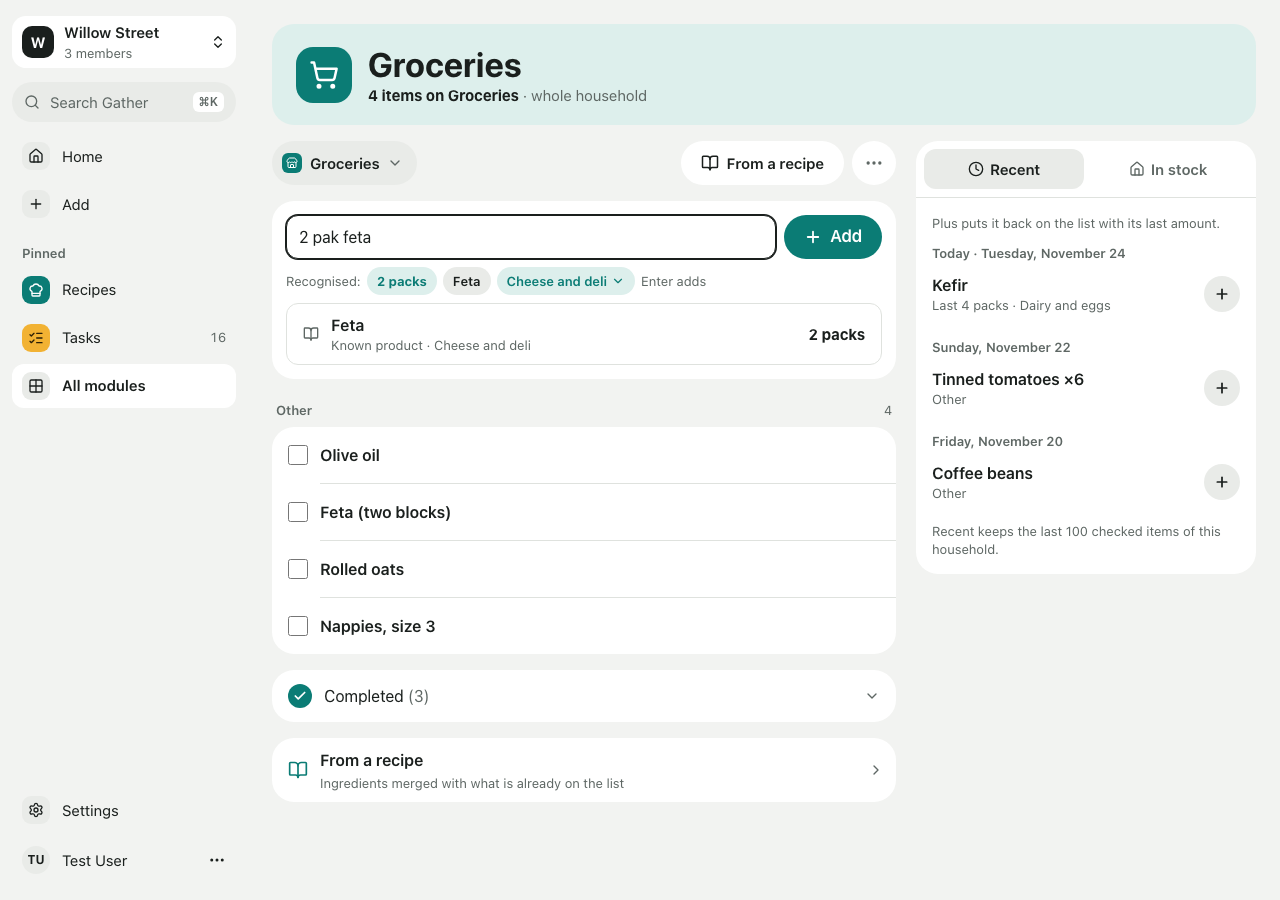 W
Willow Street
3 members
Search Gather
⌘K
Home
Add
Pinned
Recipes
Tasks
16
All modules
Settings
TU
Test User
Groceries
4 items on Groceries · whole household
Groceries
From a recipe
2 pak feta
Add
Recognised:
2 packs
Feta
Cheese and deli
Enter adds
Feta
Known product · Cheese and deli
2 packs
Other
4
Olive oil
Feta (two blocks)
Rolled oats
Nappies, size 3
Completed (3)
From a recipe
Ingredients merged with what is already on the list
Recent
In stock
Plus puts it back on the list with its last amount.
Today · Tuesday, November 24
Kefir
Last 4 packs · Dairy and eggs
Sunday, November 22
Tinned tomatoes ×6
Other
Friday, November 20
Coffee beans
Other
Recent keeps the last 100 checked items of this
household.